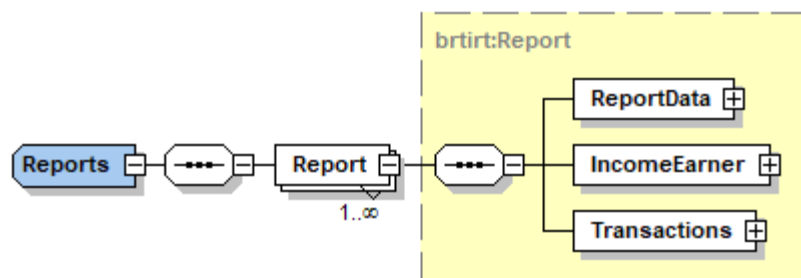 brtirt:Report
ReportData
Reports
Report
IncomeEarner
1..∞
Transactions